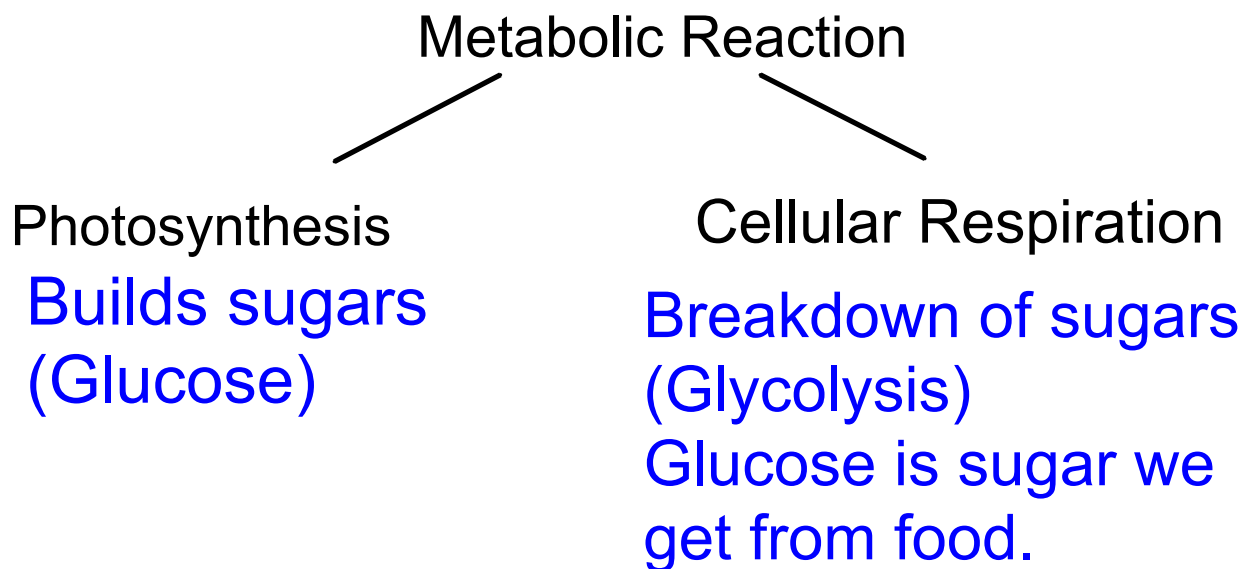 Metabolic Reaction
Photosynthesis
Builds sugars
(Glucose)
Cellular Respiration
Breakdown of sugars
(Glycolysis)
Glucose is sugar we
get from food.